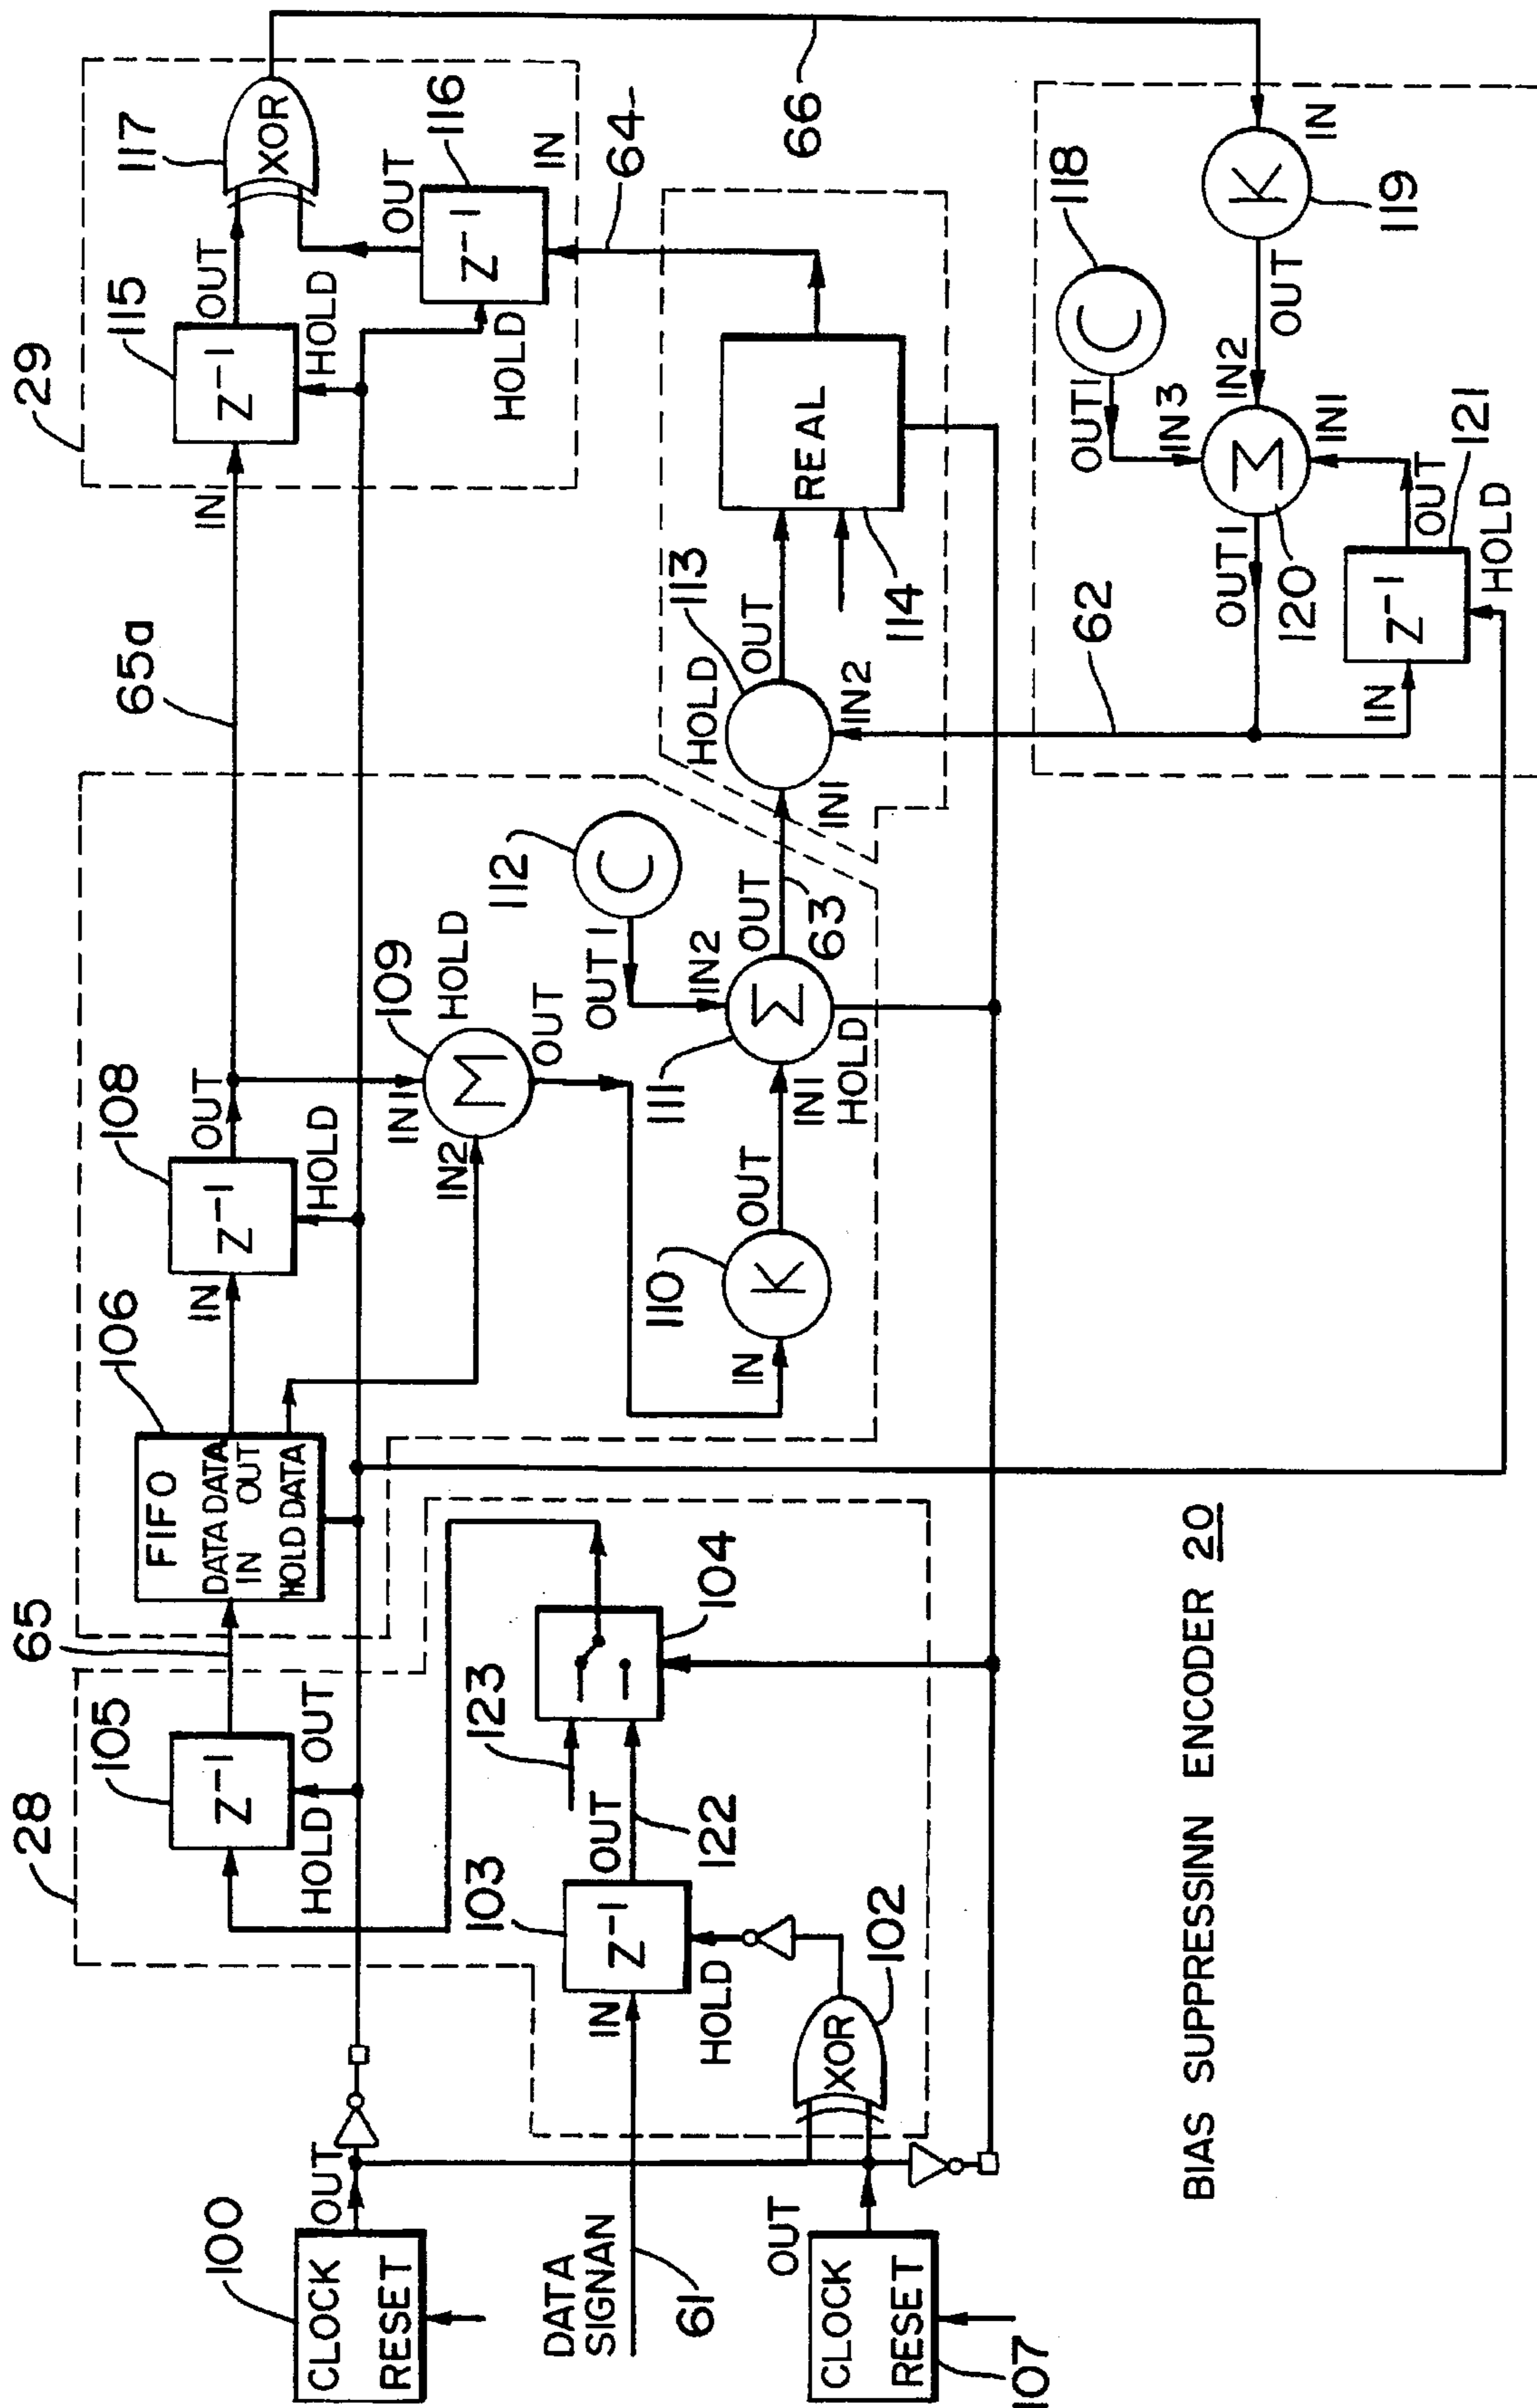 28
65
65a
29
105
106
108
115
117
Z⁻¹
HOLD
OUT
FIFO
DATA DATA
IN OUT
HOLD DATA
IN
Z⁻¹
OUT
HOLD
IN
Z⁻¹
OUT
HOLD
XOR
OUT
116
Z⁻¹
HOLD
IN
64
66
100
OUT
CLOCK
RESET
DATA
SIGNAN
61
IN
103
Z⁻¹
OUT
HOLD
122
123
104
IN1
IN2
109
Σ
HOLD
OUT
112
C
OUT1
IN2
110
IN
K
OUT
111
IN1
HOLD
Σ
OUT
63
IN1
113
HOLD
OUT
IN2
REAL
114
107
OUT
CLOCK
RESET
XOR
102
62
118
C
OUT1
IN3
OUT1
Σ
120
IN2
IN1
OUT
K
IN
119
IN
Z⁻¹
OUT
HOLD
121
BIAS SUPPRESSINN ENCODER 20